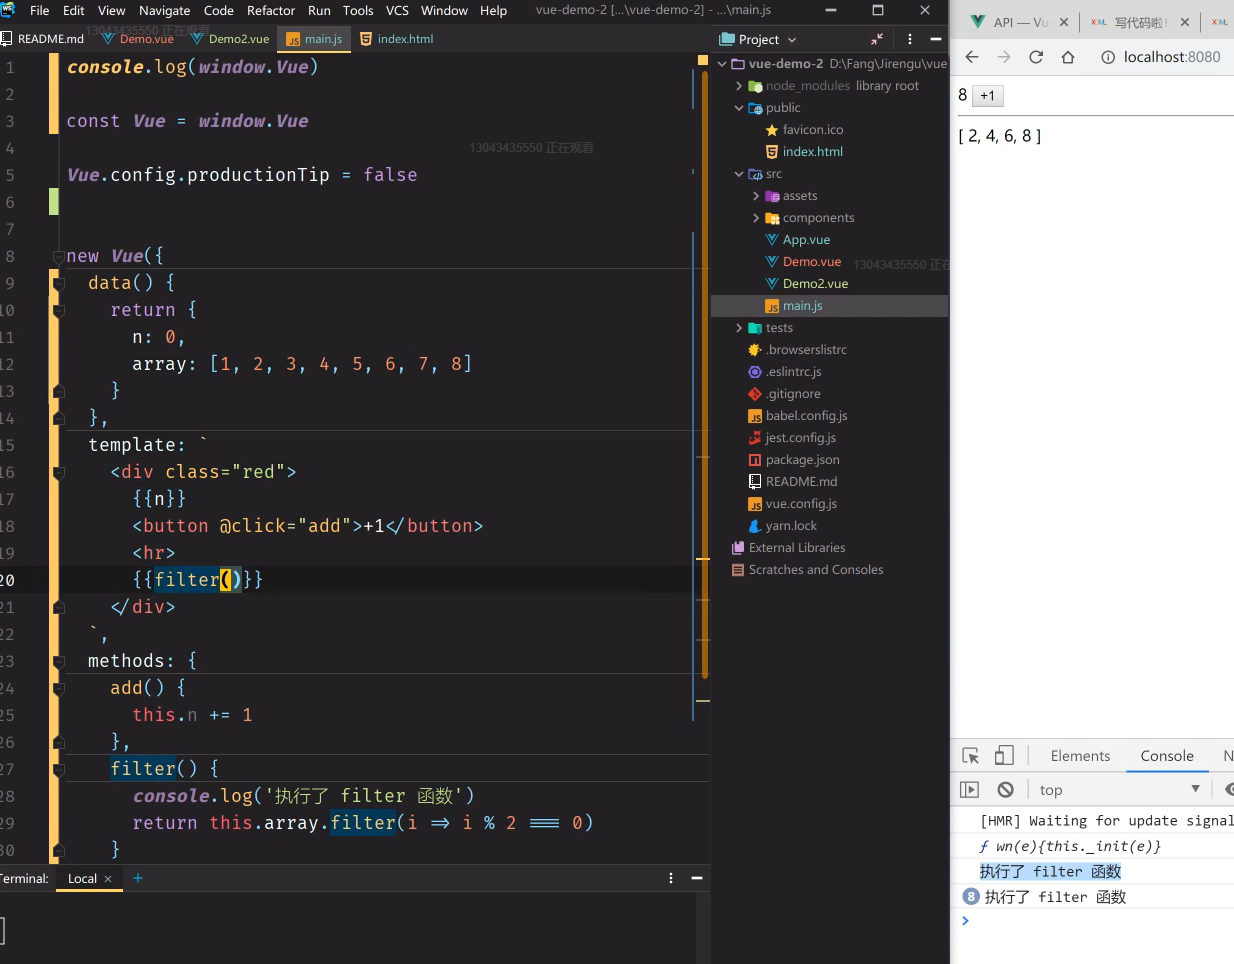 File Edit View Navigate Code Refactor Run Tools VCS Window Help vue-demo-2 [...\vue-demo-2] - ...\main.js
13043435550 正在观看
README.md Demo.vue Demo2.vue main.js index.html
1 console.log(window.Vue)
2
3 const Vue = window.Vue
4
13043435550 正在观看
5 Vue.config.productionTip = false
6
7
8 new Vue({
9 data() {
10 return {
11 n: 0,
12 array: [1, 2, 3, 4, 5, 6, 7, 8]
13 }
14 },
15 template: `
16 <div class="red">
17 {{n}}
18 <button @click="add">+1</button>
19 <hr>
20 {{filter()}}
21 </div>
22 `,
23 methods: {
24 add() {
25 this.n += 1
26 },
27 filter() {
28 console.log('执行了 filter 函数')
29 return this.array.filter(i => i % 2 === 0)
30 }
Terminal: Local × +
Project
vue-demo-2 D:\Fang\Jirengu\vue
node_modules library root
public
favicon.ico
index.html
src
assets
components
App.vue
Demo.vue
13043435550 正在
Demo2.vue
main.js
tests
.browserslistrc
.eslintrc.js
.gitignore
babel.config.js
jest.config.js
package.json
README.md
vue.config.js
yarn.lock
External Libraries
Scratches and Consoles
API — Vu 写代码啦!
localhost:8080
8 +1
[ 2, 4, 6, 8 ]
Elements Console N
top
[HMR] Waiting for update signal
ƒ wn(e){this._init(e)}
执行了 filter 函数
8 执行了 filter 函数